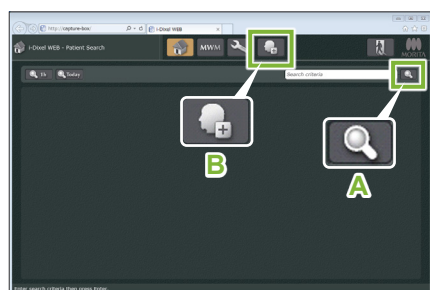 http://capture-box/
i-Dixel WEB
i-Dixel WEB - Patient Search
MWM
MORITA
1h
Today
Search criteria
B
A
Enter search criteria then press Enter.